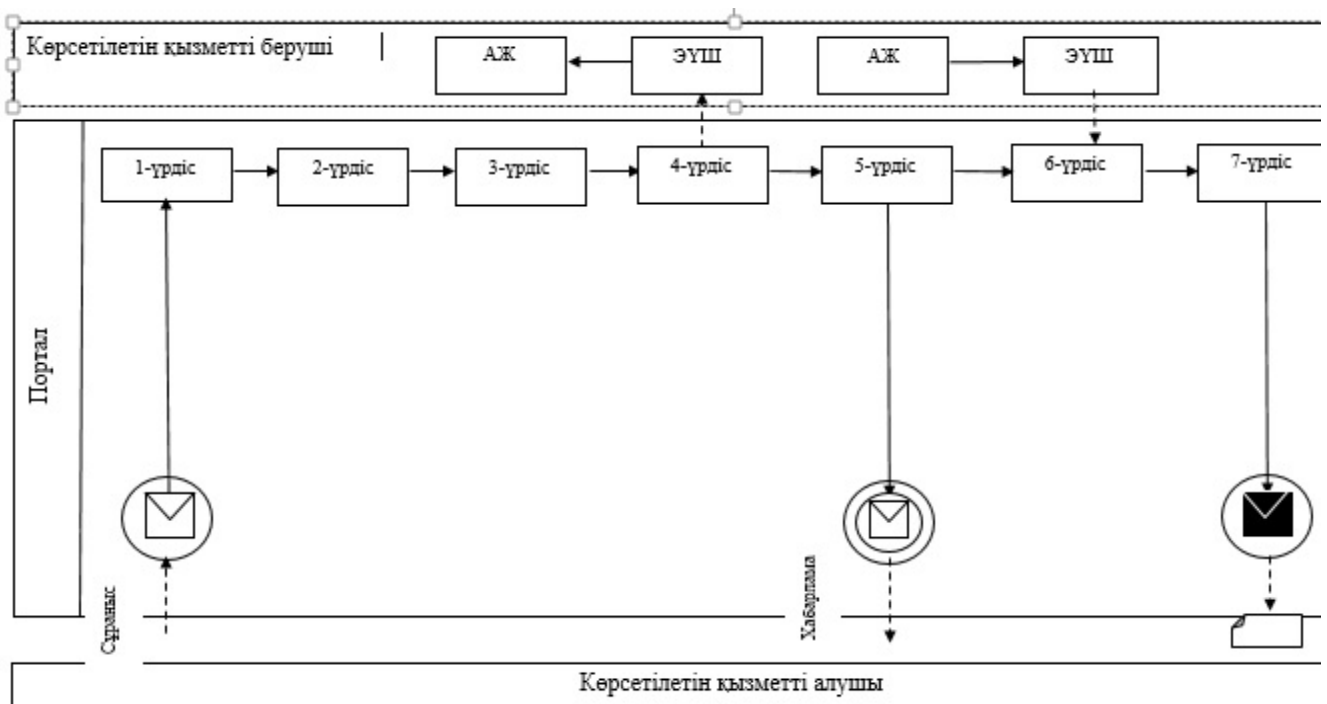 Көрсетілетін қызметті беруші
АЖ
ЭҮШ
АЖ
ЭҮШ
1-үрдіс
2-үрдіс
3-үрдіс
4-үрдіс
5-үрдіс
6-үрдіс
7-үрдіс
Портал
Сұраныс
Хабарлама
Көрсетілетін қызметті алушы